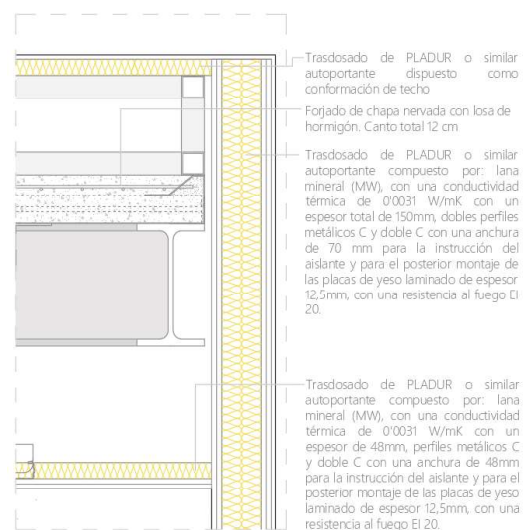 Trasdosado de PLADUR o similar
autoportante dispuesto como
conformación de techo
Forjado de chapa nervada con losa de
hormigón. Canto total 12 cm
Trasdosado de PLADUR o similar
autoportante compuesto por: lana
mineral (MW), con una conductividad
térmica de 0'0031 W/mK con un
espesor total de 150mm, dobles perfiles
metálicos C y doble C con una anchura
de 70 mm para la instrucción del
aislante y para el posterior montaje de
las placas de yeso laminado de espesor
12,5mm, con una resistencia al fuego EI
20.
Trasdosado de PLADUR o similar
autoportante compuesto por: lana
mineral (MW), con una conductividad
térmica de 0'0031 W/mK con un
espesor de 48mm, perfiles metálicos C
y doble C con una anchura de 48mm
para la instrucción del aislante y para el
posterior montaje de las placas de yeso
laminado de espesor 12,5mm, con una
resistencia al fuego EI 20.